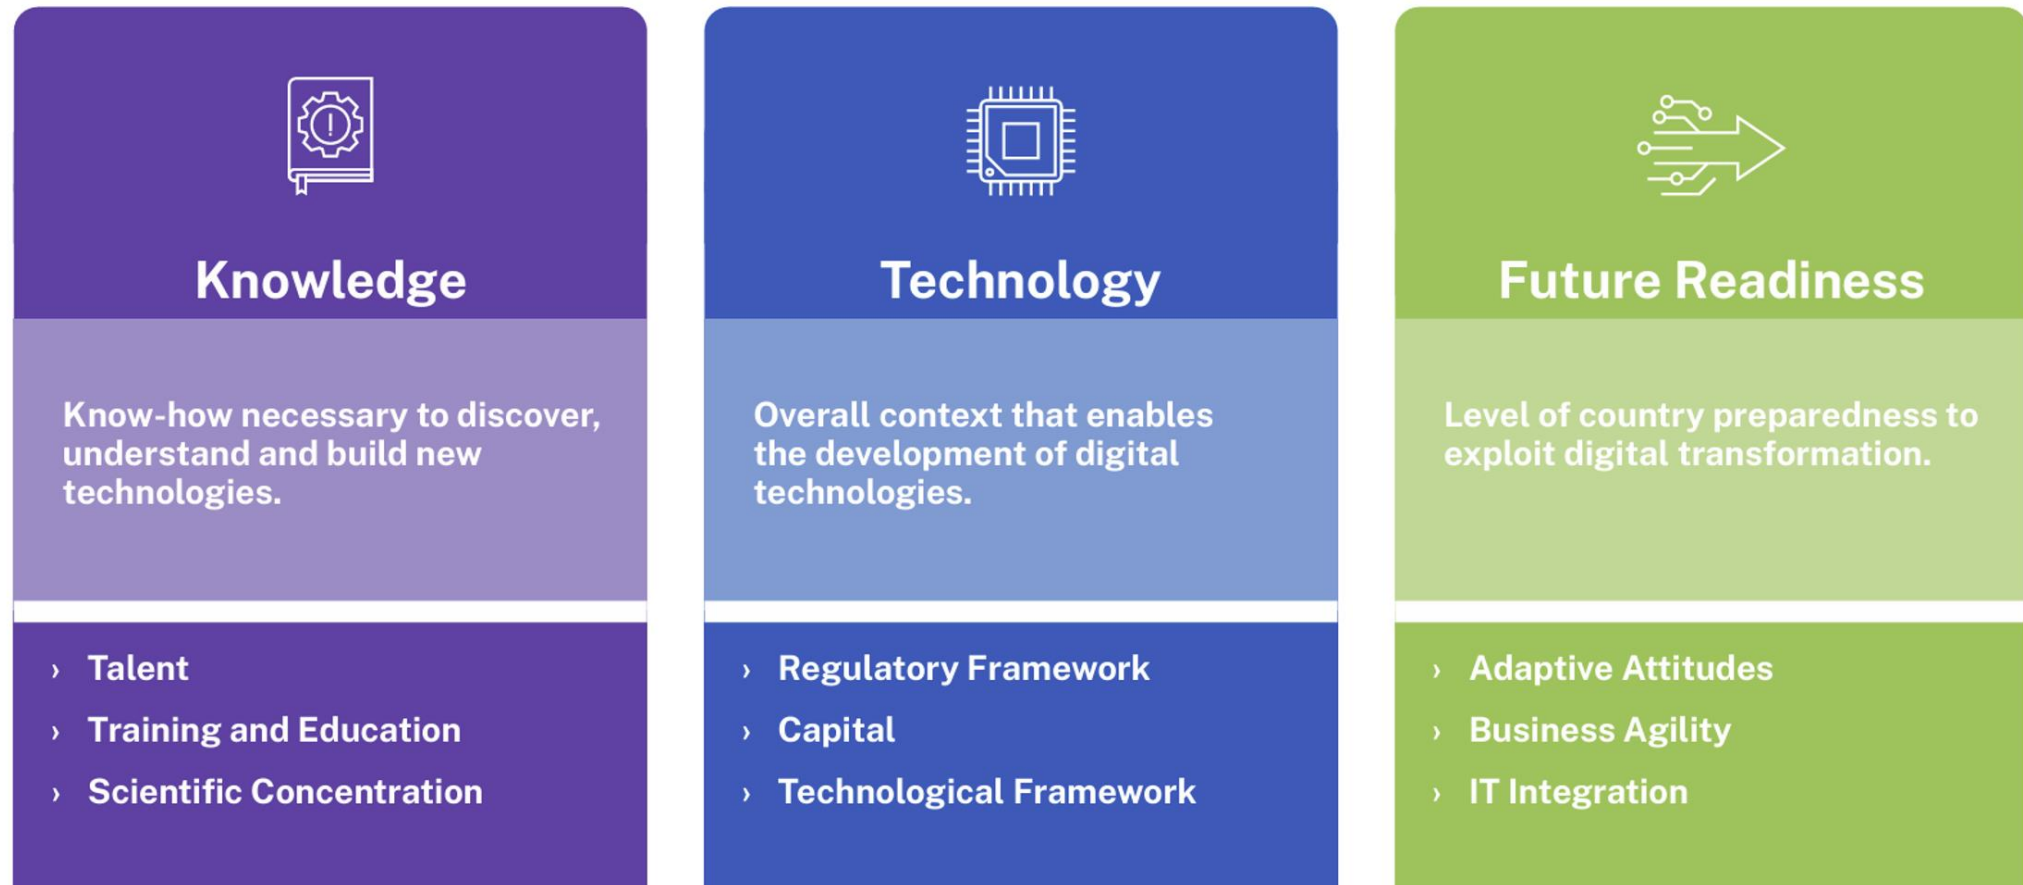 Knowledge
Know-how necessary to discover,
understand and build new
technologies.
› Talent
› Training and Education
› Scientific Concentration
Technology
Overall context that enables
the development of digital
technologies.
› Regulatory Framework
› Capital
› Technological Framework
Future Readiness
Level of country preparedness to
exploit digital transformation.
› Adaptive Attitudes
› Business Agility
› IT Integration